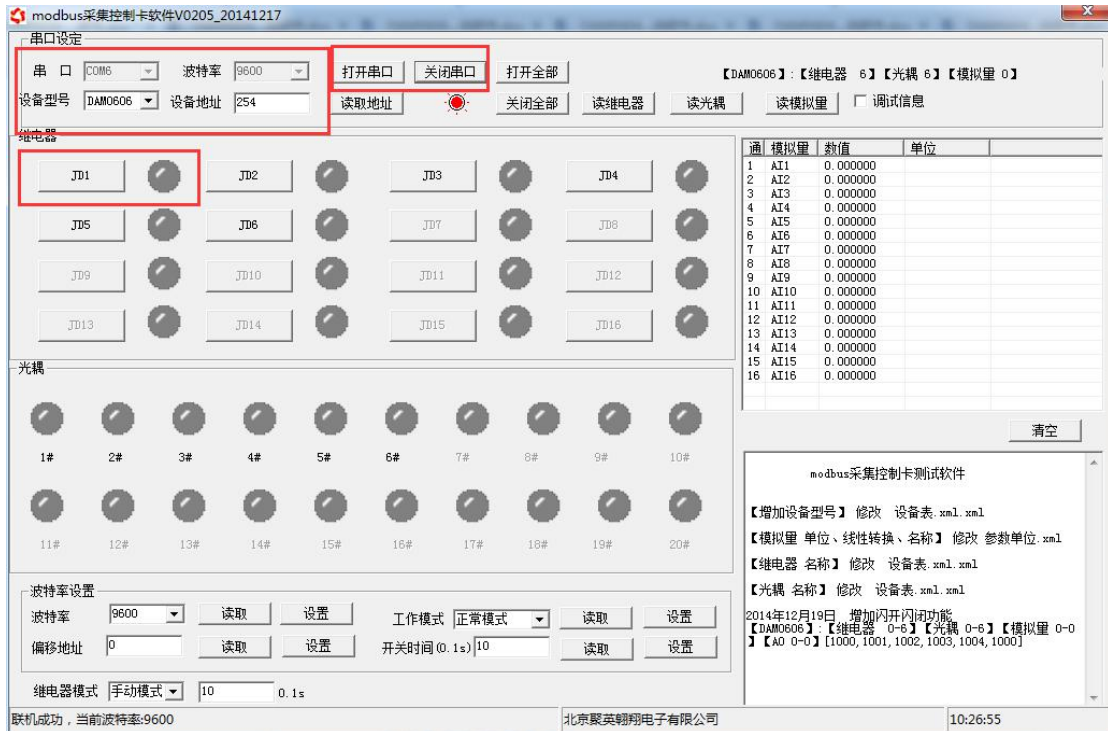 modbus采集控制卡软件V0205_20141217
串口设定
串 口 COM6 波特率 9600 打开串口 关闭串口 打开全部 【DAM0606】:【继电器 6】【光耦 6】【模拟量 0】
设备型号 DAM0606 设备地址 254 读取地址 关闭全部 读继电器 读光耦 读模拟量 调试信息
继电器
JD1 JD2 JD3 JD4
JD5 JD6 JD7 JD8
JD9 JD10 JD11 JD12
JD13 JD14 JD15 JD16
通 模拟量 数值 单位
1 AI1 0.000000
2 AI2 0.000000
3 AI3 0.000000
4 AI4 0.000000
5 AI5 0.000000
6 AI6 0.000000
7 AI7 0.000000
8 AI8 0.000000
9 AI9 0.000000
10 AI10 0.000000
11 AI11 0.000000
12 AI12 0.000000
13 AI13 0.000000
14 AI14 0.000000
15 AI15 0.000000
16 AI16 0.000000
清空
光耦
1# 2# 3# 4# 5# 6# 7# 8# 9# 10#
11# 12# 13# 14# 15# 16# 17# 18# 19# 20#
modbus采集控制卡测试软件
【增加设备型号】 修改 设备表.xml.xml
【模拟量 单位、线性转换、名称】 修改 参数单位.xml
【继电器 名称】 修改 设备表.xml.xml
【光耦 名称】 修改 设备表.xml.xml
2014年12月19日 增加闪开闪闭功能
【DAM0606】:【继电器 0-6】【光耦 0-6】【模拟量 0-0
】【AO 0-0】[1000,1001,1002,1003,1004,1000]
波特率设置
波特率 9600 读取 设置 工作模式 正常模式 读取 设置
偏移地址 0 读取 设置 开关时间(0.1s) 10 读取 设置
继电器模式 手动模式 10 0.1s
联机成功，当前波特率:9600 北京聚英翱翔电子有限公司 10:26:55